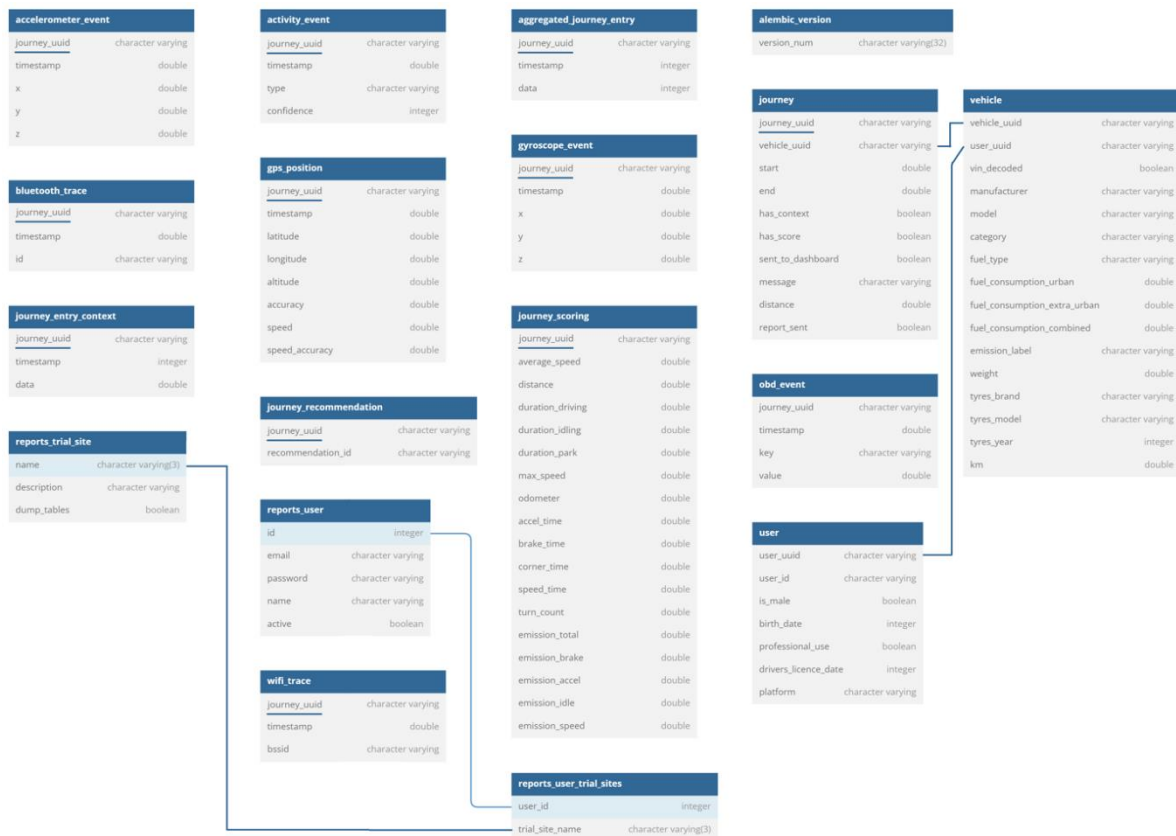 accelerometer_event
journey_uuid character varying
timestamp double
x double
y double
z double
bluetooth_trace
journey_uuid character varying
timestamp double
id character varying
journey_entry_context
journey_uuid character varying
timestamp integer
data double
reports_trial_site
name character varying(3)
description character varying
dump_tables boolean
activity_event
journey_uuid character varying
timestamp double
type character varying
confidence integer
gps_position
journey_uuid character varying
timestamp double
latitude double
longitude double
altitude double
accuracy double
speed double
speed_accuracy double
journey_recommendation
journey_uuid character varying
recommendation_id character varying
reports_user
id integer
email character varying
password character varying
name character varying
active boolean
wifi_trace
journey_uuid character varying
timestamp double
bssid character varying
aggregated_journey_entry
journey_uuid character varying
timestamp integer
data integer
gyroscope_event
journey_uuid character varying
timestamp double
x double
y double
z double
journey_scoring
journey_uuid character varying
average_speed double
distance double
duration_driving double
duration_idling double
duration_park double
max_speed double
odometer double
accel_time double
brake_time double
corner_time double
speed_time double
turn_count double
emission_total double
emission_brake double
emission_accel double
emission_idle double
emission_speed double
reports_user_trial_sites
user_id integer
trial_site_name character varying(3)
alembic_version
version_num character varying(32)
journey
journey_uuid character varying
vehicle_uuid character varying
start double
end double
has_context boolean
has_score boolean
sent_to_dashboard boolean
message character varying
distance double
report_sent boolean
obd_event
journey_uuid character varying
timestamp double
key character varying
value double
user
user_uuid character varying
user_id character varying
is_male boolean
birth_date integer
professional_use boolean
drivers_licence_date integer
platform character varying
vehicle
vehicle_uuid character varying
user_uuid character varying
vin_decoded boolean
manufacturer character varying
model character varying
category character varying
fuel_type character varying
fuel_consumption_urban double
fuel_consumption_extra_urban double
fuel_consumption_combined double
emission_label character varying
weight double
tyres_brand character varying
tyres_model character varying
tyres_year integer
km double